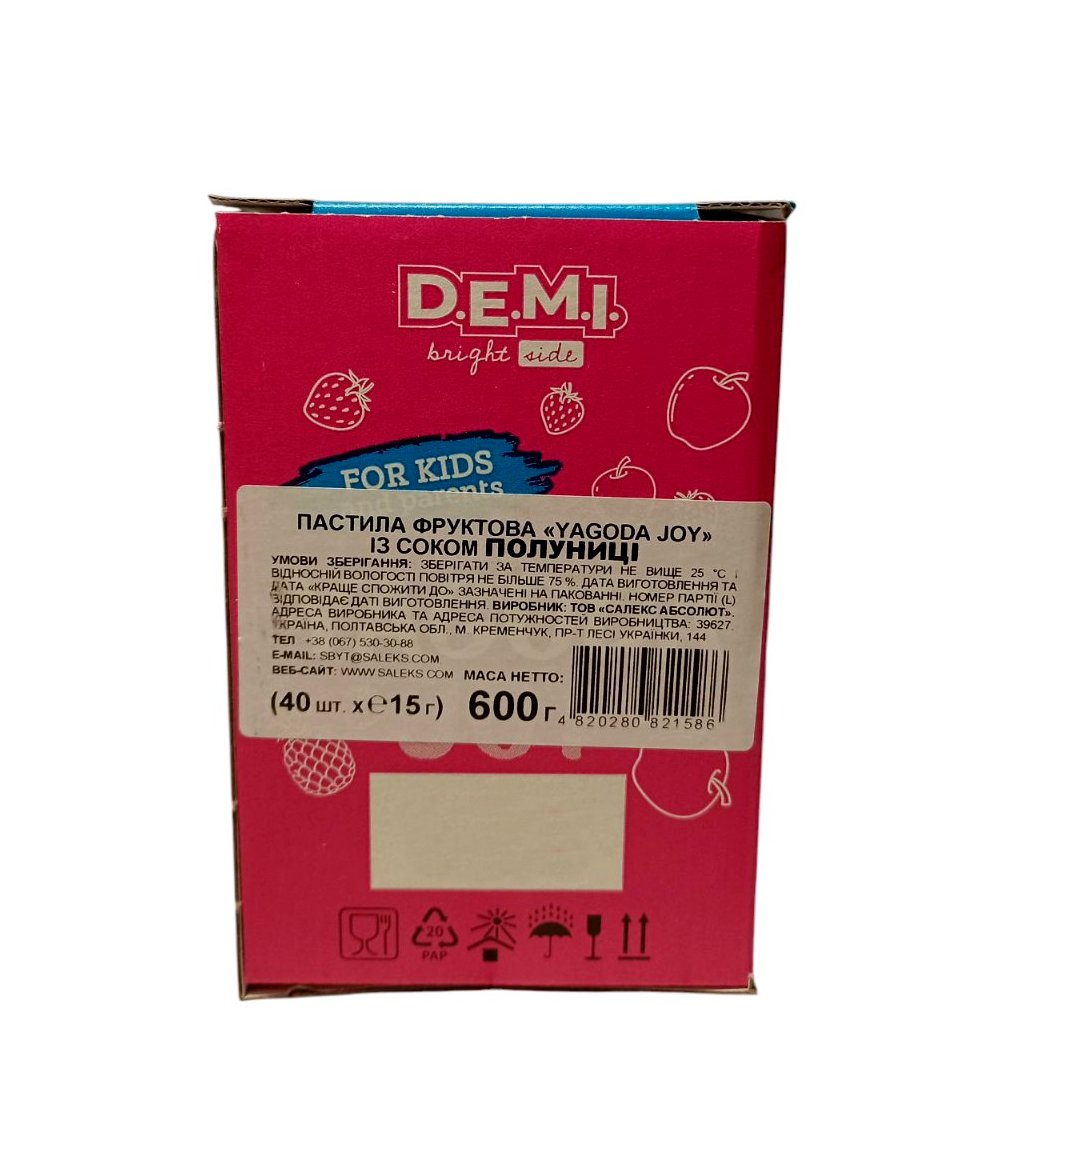 D.E.M.I.
bright side
FOR KIDS
and parents
ПАСТИЛА ФРУКТОВА «YAGODA JOY»
ІЗ СОКОМ ПОЛУНИЦІ
УМОВИ ЗБЕРІГАННЯ: ЗБЕРІГАТИ ЗА ТЕМПЕРАТУРИ НЕ ВИЩЕ 25 °C І
ВІДНОСНІЙ ВОЛОГОСТІ ПОВІТРЯ НЕ БІЛЬШЕ 75 %. ДАТА ВИГОТОВЛЕННЯ ТА
ДАТА «КРАЩЕ СПОЖИТИ ДО» ЗАЗНАЧЕНІ НА ПАКОВАННІ. НОМЕР ПАРТІЇ (L)
ВІДПОВІДАЄ ДАТІ ВИГОТОВЛЕННЯ. ВИРОБНИК: ТОВ «САЛЕКС АБСОЛЮТ».
АДРЕСА ВИРОБНИКА ТА АДРЕСА ПОТУЖНОСТЕЙ ВИРОБНИЦТВА: 39627,
УКРАЇНА, ПОЛТАВСЬКА ОБЛ., М. КРЕМЕНЧУК, ПР-Т ЛЕСІ УКРАЇНКИ, 144
ТЕЛ +38 (067) 530-30-88
E-MAIL: SBYT@SALEKS.COM
ВЕБ-САЙТ: WWW.SALEKS.COM МАСА НЕТТО:
(40 шт. x ℮ 15 г) 600 г
4 820280 821586
20
PAP